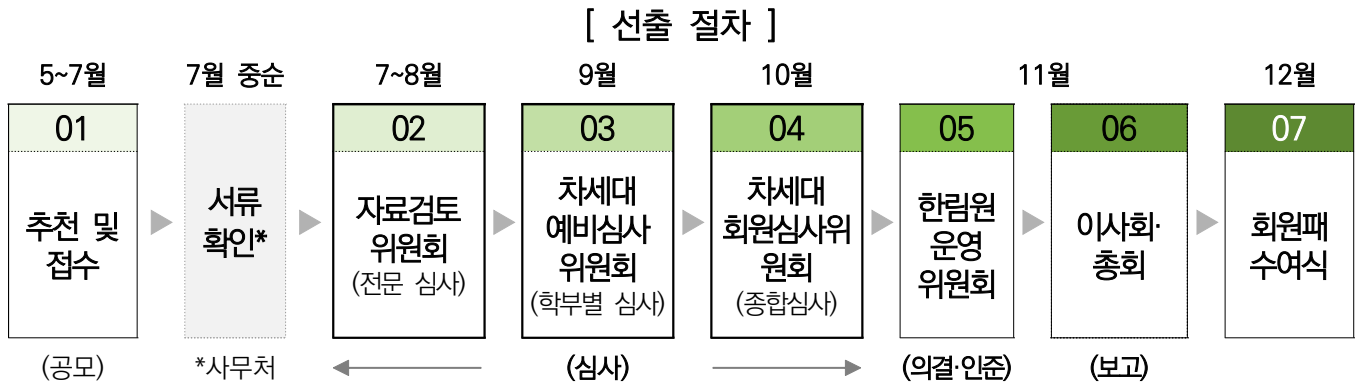 [ 선출 절차 ]
5~7월
7월 중순
7~8월
9월
10월
11월
12월
01
추천 및
접수
서류
확인*
02
자료검토
위원회
(전문 심사)
03
차세대
예비심사
위원회
(학부별 심사)
04
차세대
회원심사위
원회
(종합심사)
05
한림원
운영
위원회
06
이사회·
총회
07
회원패
수여식
(공모)
*사무처
(심사)
(의결·인준)
(보고)